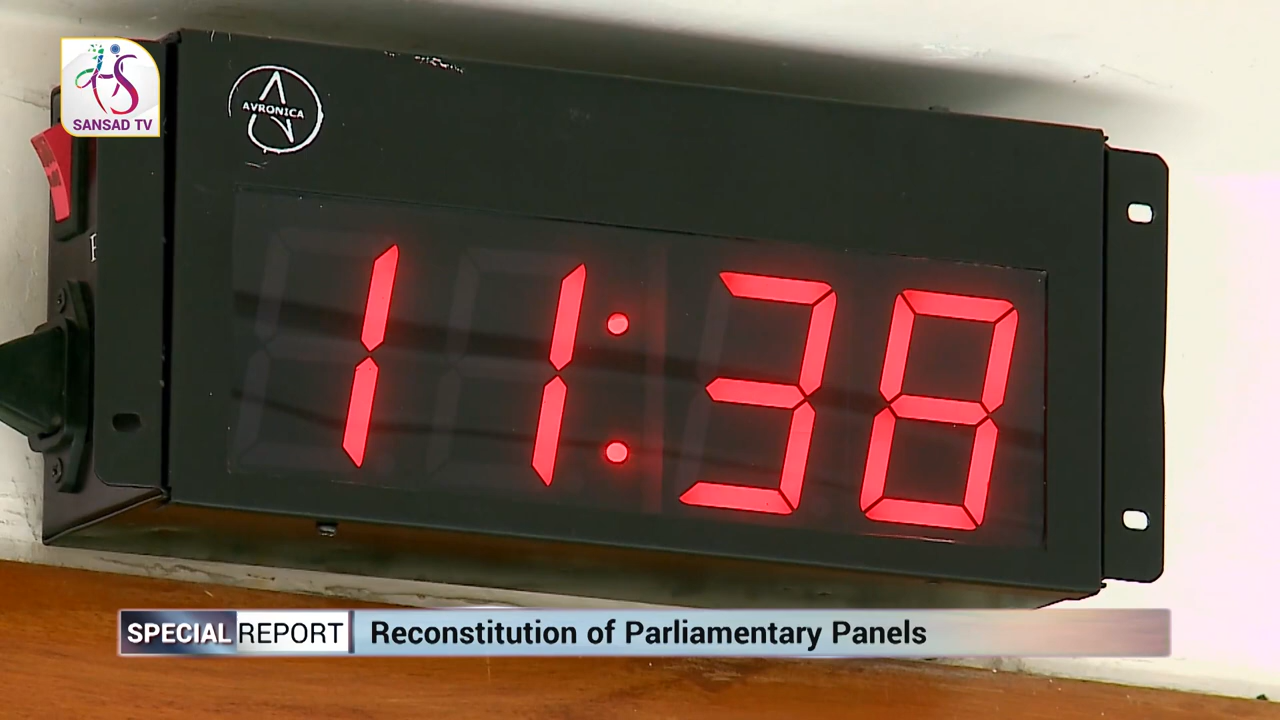 SANSAD TV
AVRONICA
11:38
SPECIAL REPORT Reconstitution of Parliamentary Panels